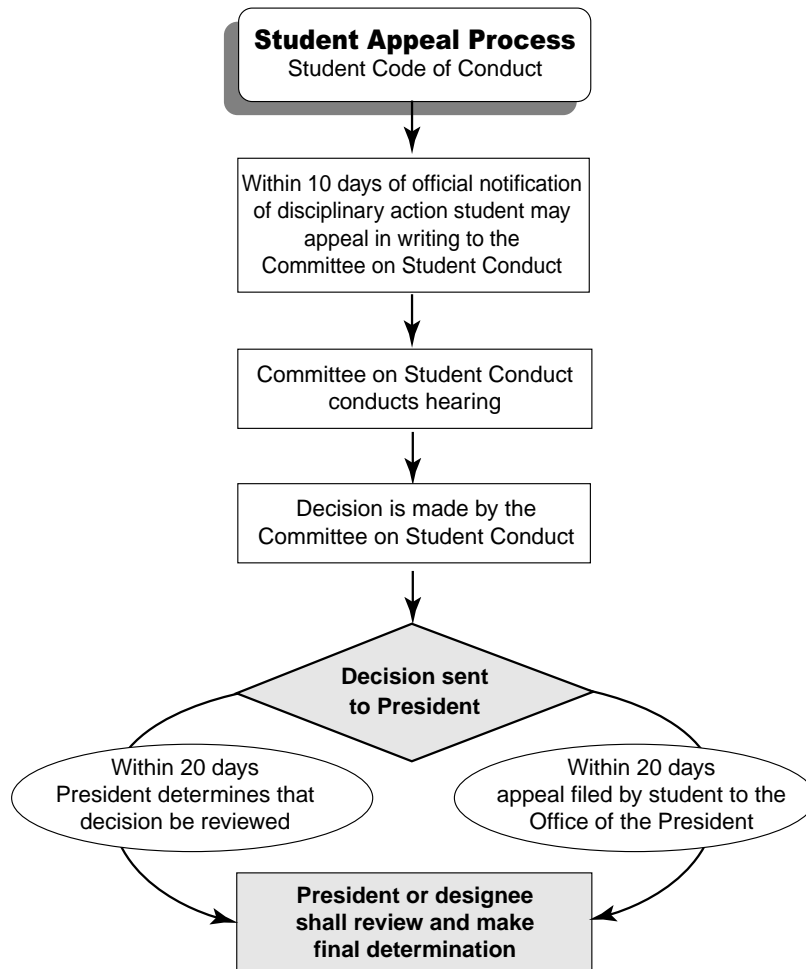 Student Appeal Process
Student Code of Conduct
Within 10 days of official notification
of disciplinary action student may
appeal in writing to the
Committee on Student Conduct
Committee on Student Conduct
conducts hearing
Decision is made by the
Committee on Student Conduct
Decision sent
to President
Within 20 days
President determines that
decision be reviewed
Within 20 days
appeal filed by student to the
Office of the President
President or designee
shall review and make
final determination